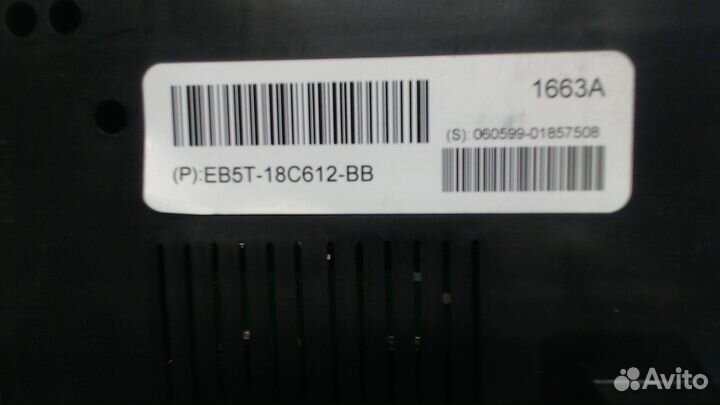 1663A
(S): 060599-01857508
(P):EB5T-18C612-BB
Avito